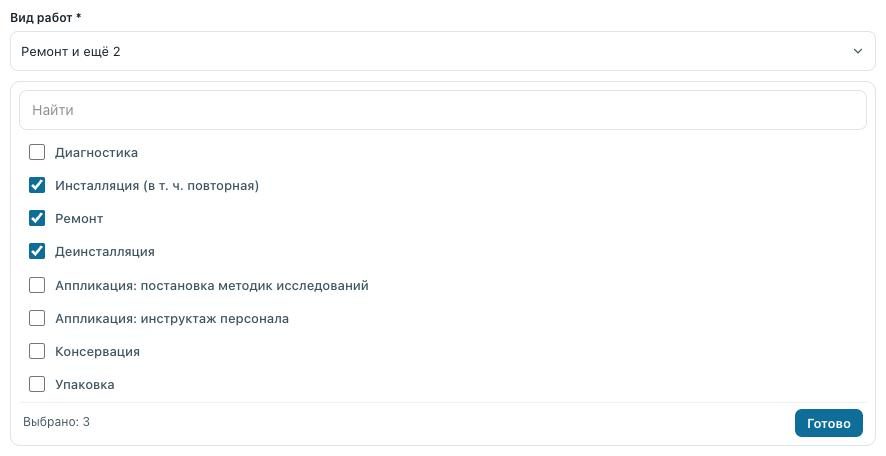 Вид работ *
Ремонт и ещё 2
Найти
Диагностика
Инсталляция (в т. ч. повторная)
Ремонт
Деинсталляция
Аппликация: постановка методик исследований
Аппликация: инструктаж персонала
Консервация
Упаковка
Выбрано: 3
Готово